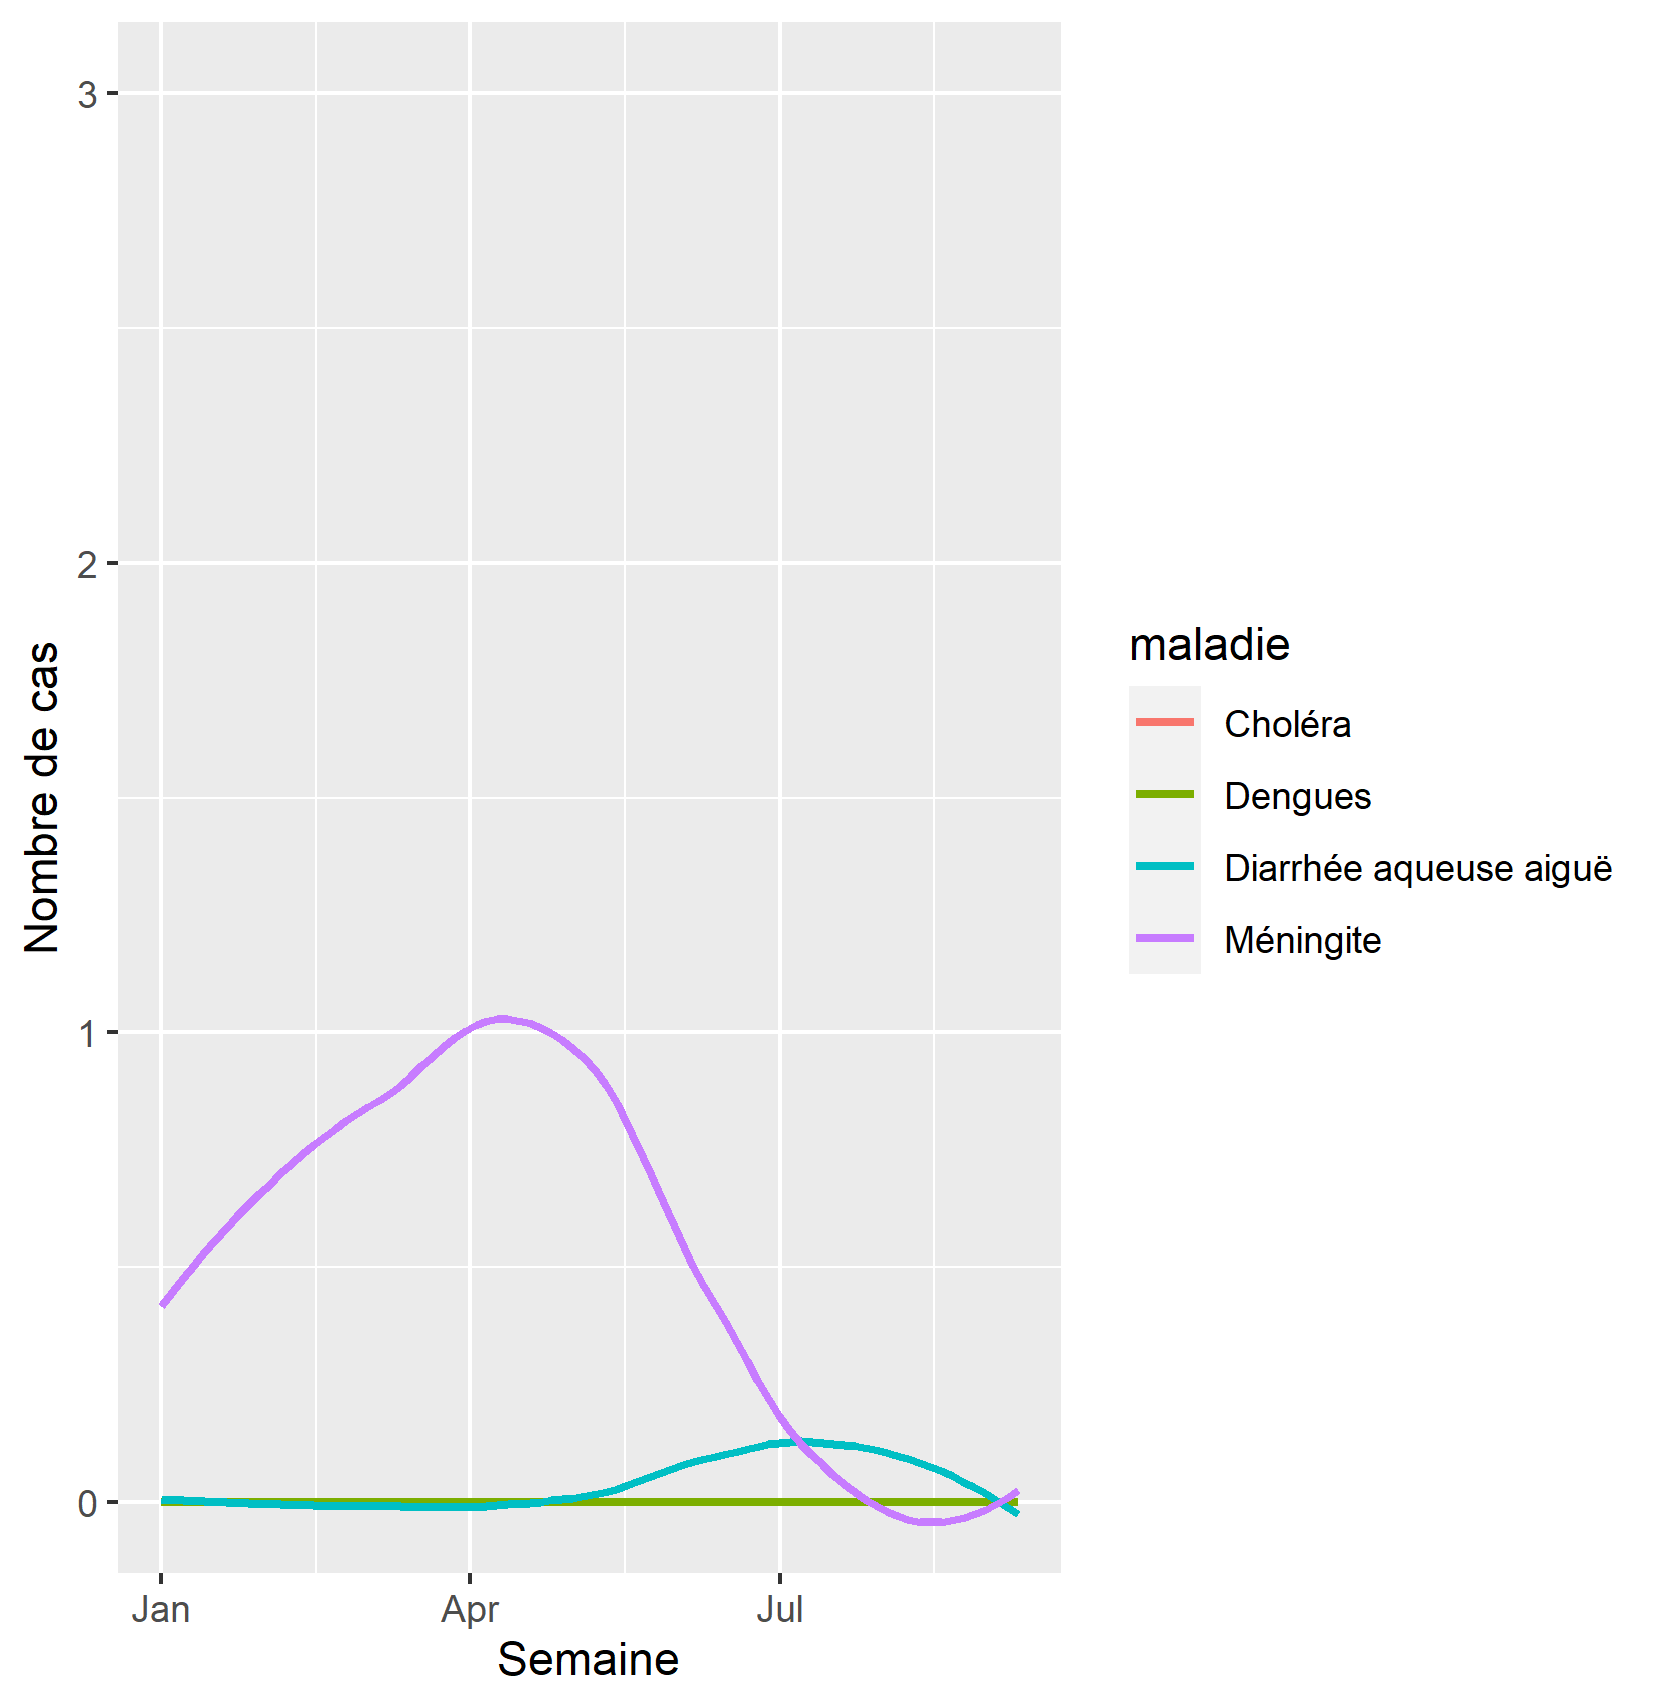 3
2
1
0
Nombre de cas
Jan Apr Jul
Semaine
maladie
Choléra
Dengues
Diarrhée aqueuse aiguë
Méningite